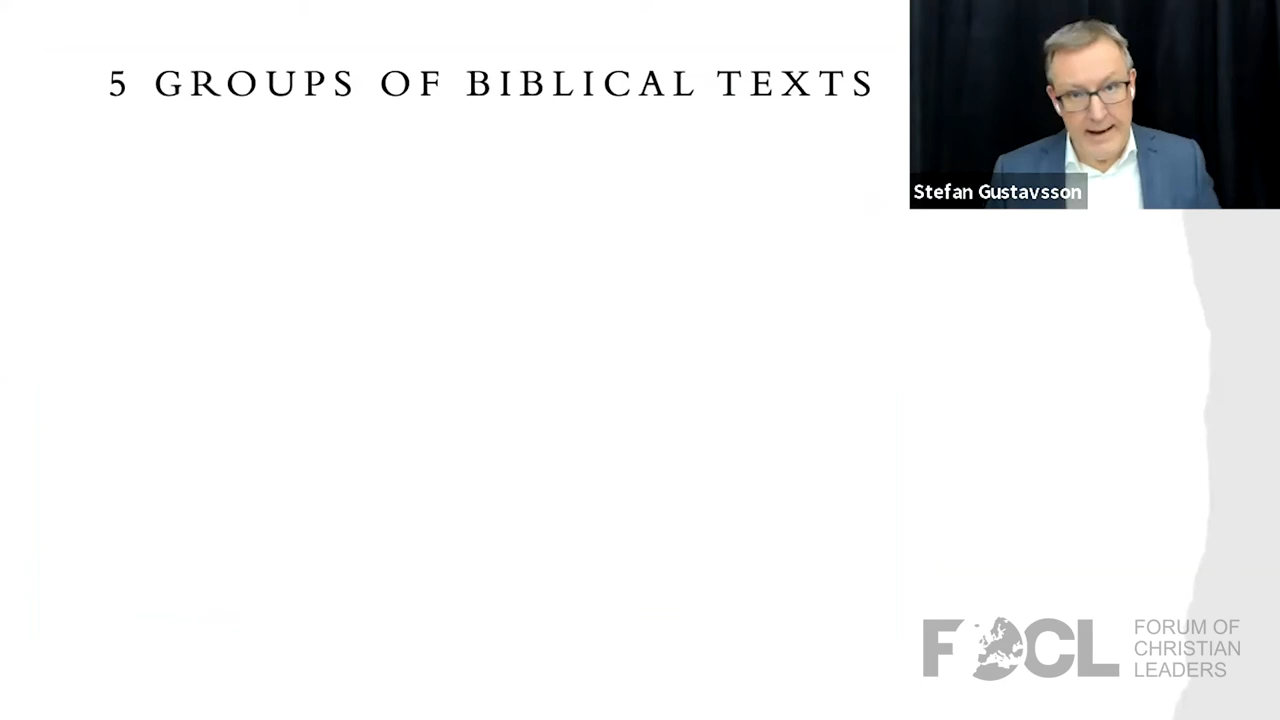 5 GROUPS OF BIBLICAL TEXTS
Stefan Gustavsson
FOCL
FORUM OF
CHRISTIAN
LEADERS